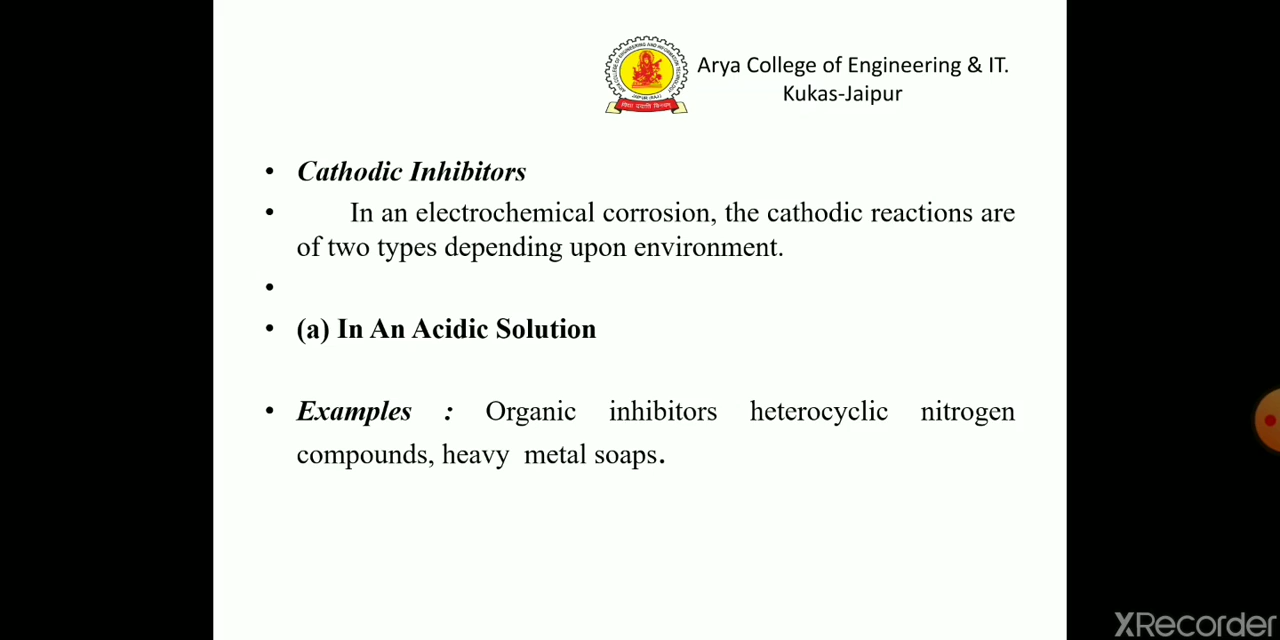 Arya College of Engineering & IT.
Kukas-Jaipur
• Cathodic Inhibitors
• In an electrochemical corrosion, the cathodic reactions are
of two types depending upon environment.
•
• (a) In An Acidic Solution
• Examples : Organic inhibitors heterocyclic nitrogen
compounds, heavy metal soaps.
XRecorder